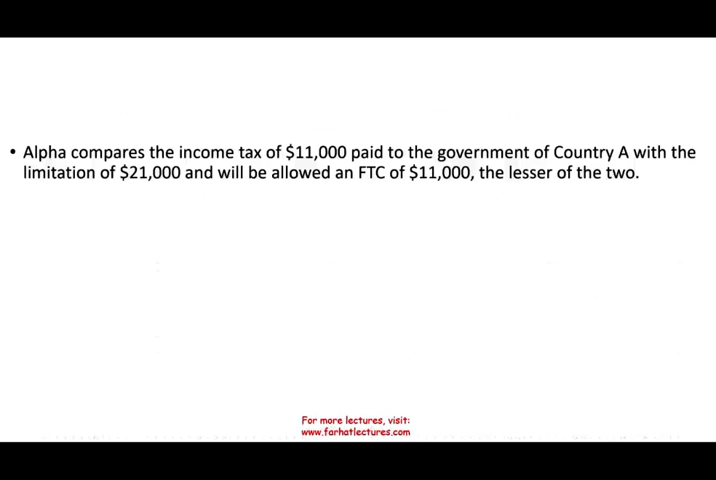 • Alpha compares the income tax of $11,000 paid to the government of Country A with the
limitation of $21,000 and will be allowed an FTC of $11,000, the lesser of the two.
For more lectures, visit:
www.farhatlectures.com